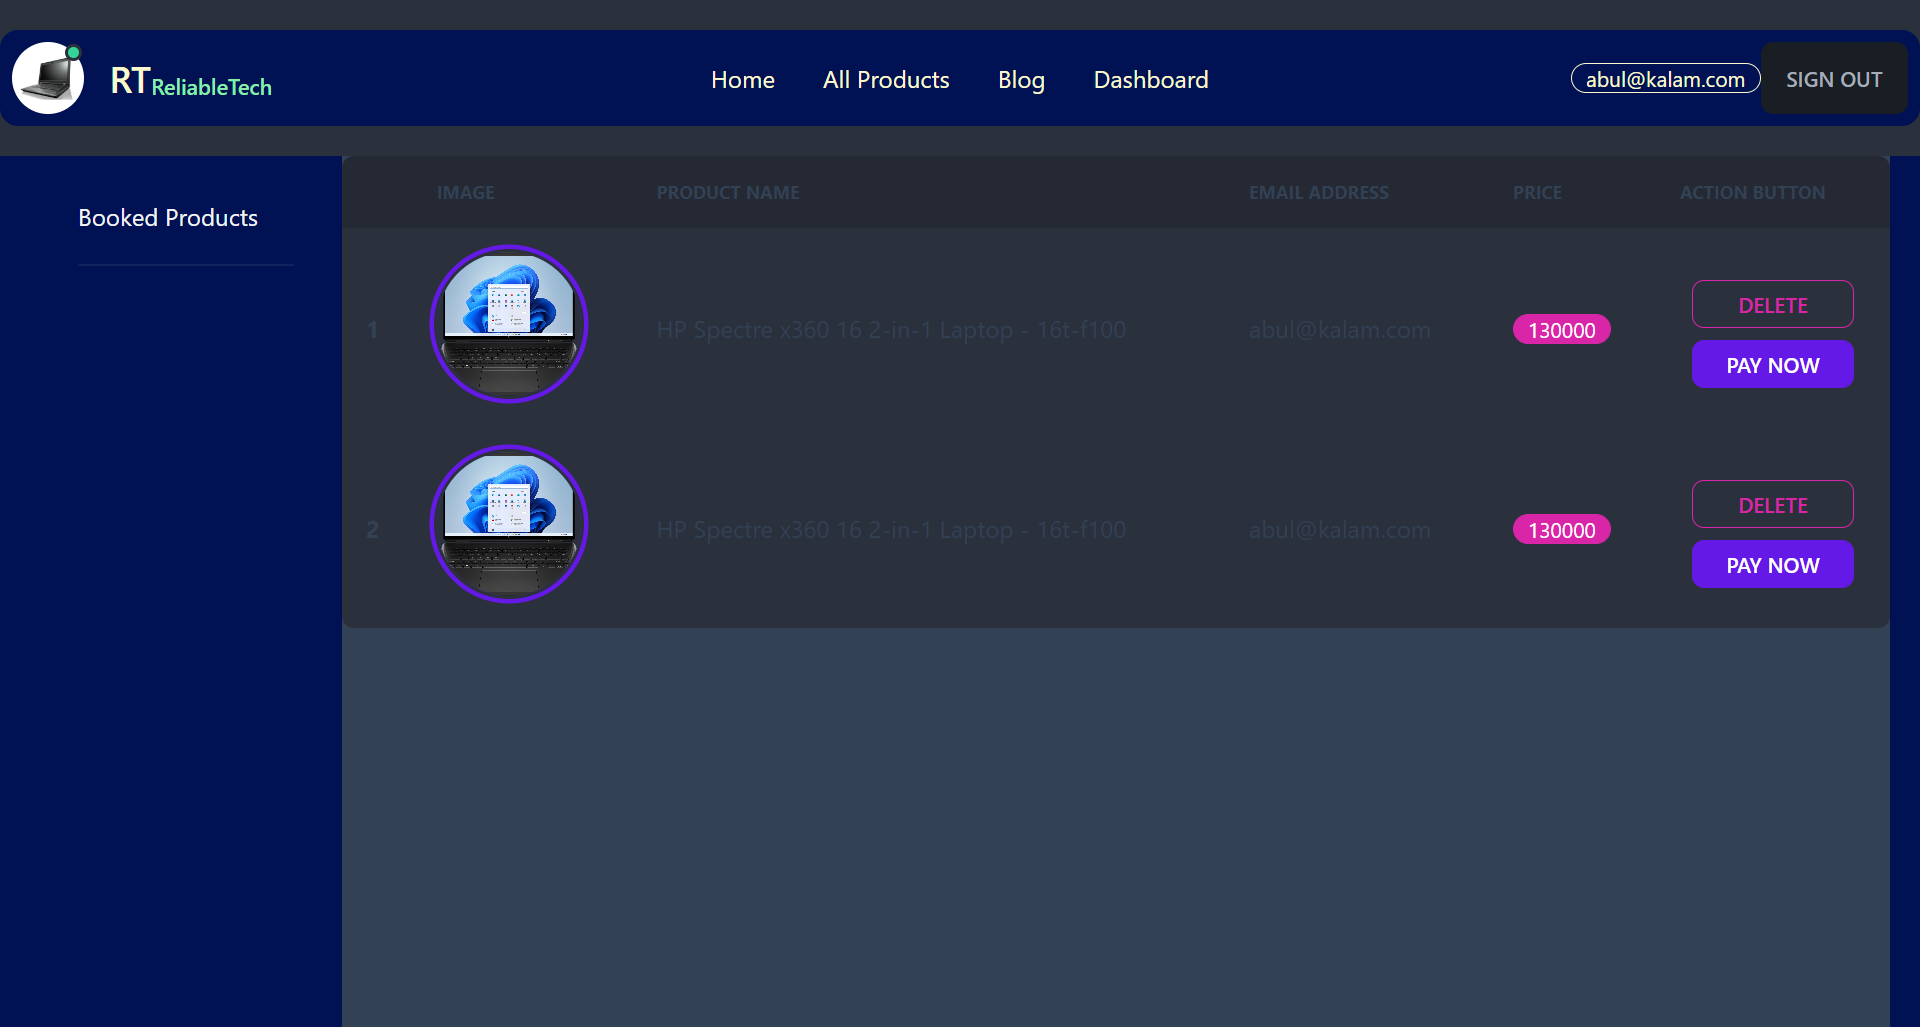 RT ReliableTech
Home All Products Blog Dashboard
abul@kalam.com SIGN OUT
Booked Products
IMAGE PRODUCT NAME EMAIL ADDRESS PRICE ACTION BUTTON
1 HP Spectre x360 16 2-in-1 Laptop - 16t-f100 abul@kalam.com 130000
DELETE
PAY NOW
2 HP Spectre x360 16 2-in-1 Laptop - 16t-f100 abul@kalam.com 130000
DELETE
PAY NOW